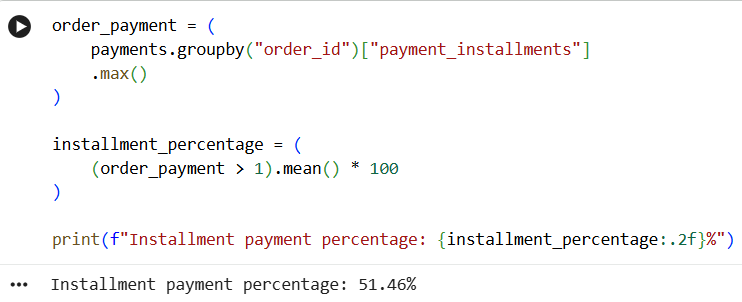 order_payment = (
    payments.groupby("order_id")["payment_installments"]
    .max()
)
installment_percentage = (
    (order_payment > 1).mean() * 100
)
print(f"Installment payment percentage: {installment_percentage:.2f}%")
Installment payment percentage: 51.46%